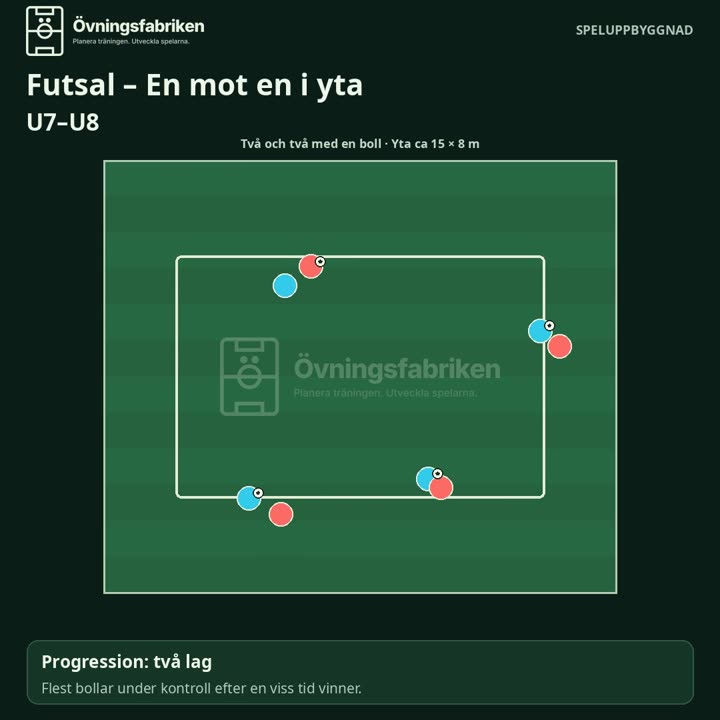 Övningsfabriken
Planera träningen. Utveckla spelarna.
SPELUPPBYGGNAD
Futsal – En mot en i yta
U7–U8
Två och två med en boll · Yta ca 15 × 8 m
Övningsfabriken
Planera träningen. Utveckla spelarna.
Progression: två lag
Flest bollar under kontroll efter en viss tid vinner.